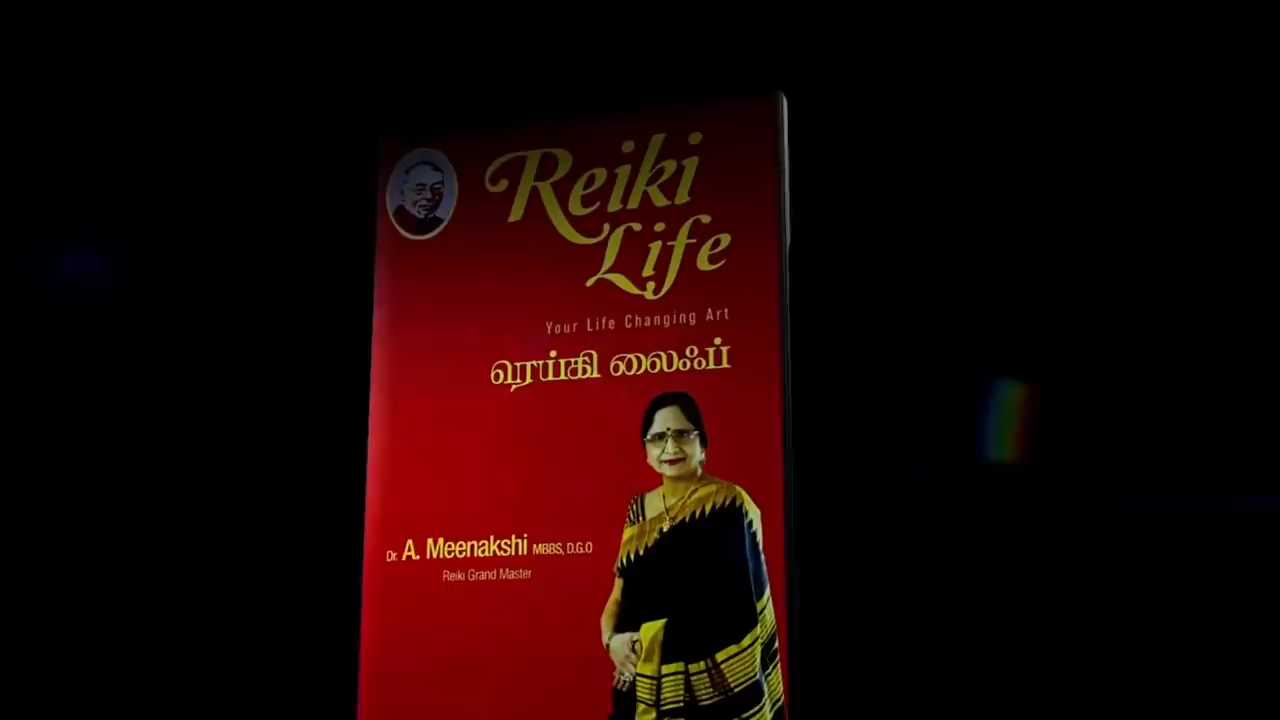 Reiki
Life
Your Life Changing Art
ரெய்கி லைஃப்
Dr. A. Meenakshi MBBS, D.G.O
Reiki Grand Master